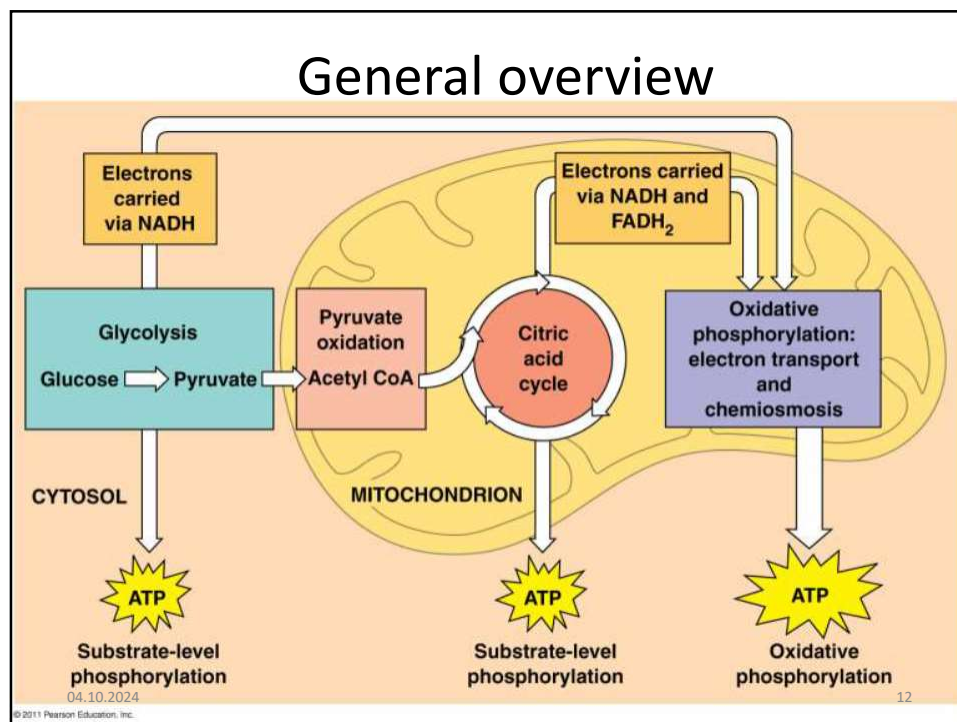 General overview
Electrons
carried
via NADH
Electrons carried
via NADH and
FADH2
Glycolysis
Glucose
Pyruvate
Pyruvate
oxidation
Acetyl CoA
Citric
acid
cycle
Oxidative
phosphorylation:
electron transport
and
chemiosmosis
CYTOSOL
MITOCHONDRION
ATP
ATP
ATP
Substrate-level
phosphorylation
Substrate-level
phosphorylation
Oxidative
phosphorylation
04.10.2024
12
© 2011 Pearson Education, Inc.